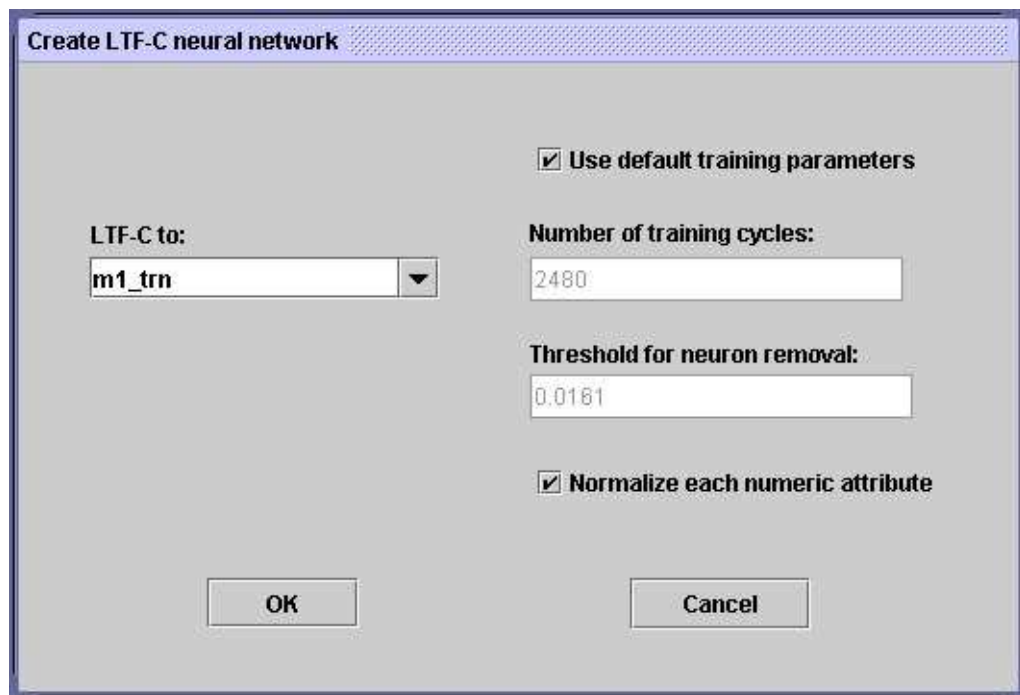 Create LTF-C neural network
Use default training parameters
LTF-C to:
m1_trn
Number of training cycles:
2480
Threshold for neuron removal:
0.0161
Normalize each numeric attribute
OK
Cancel